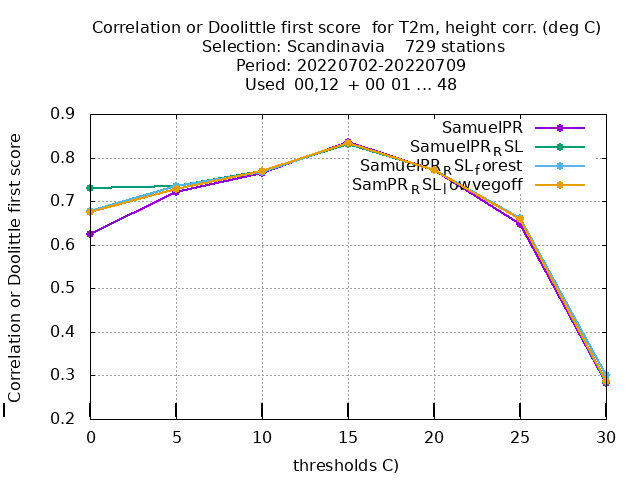 Correlation or Doolittle first score  for T2m, height corr. (deg C)
Selection: Scandinavia    729 stations
Period: 20220702-20220709
Used  00,12  + 00 01 ... 48
Correlation or Doolittle first score
0.9
0.8
0.7
0.6
0.5
0.4
0.3
0.2
SamuelPR
SamuelPR_RSL
SamuelPR_RSL_forest
SamPR_RSL_lowvegoff
0 5 10 15 20 25 30
thresholds C)